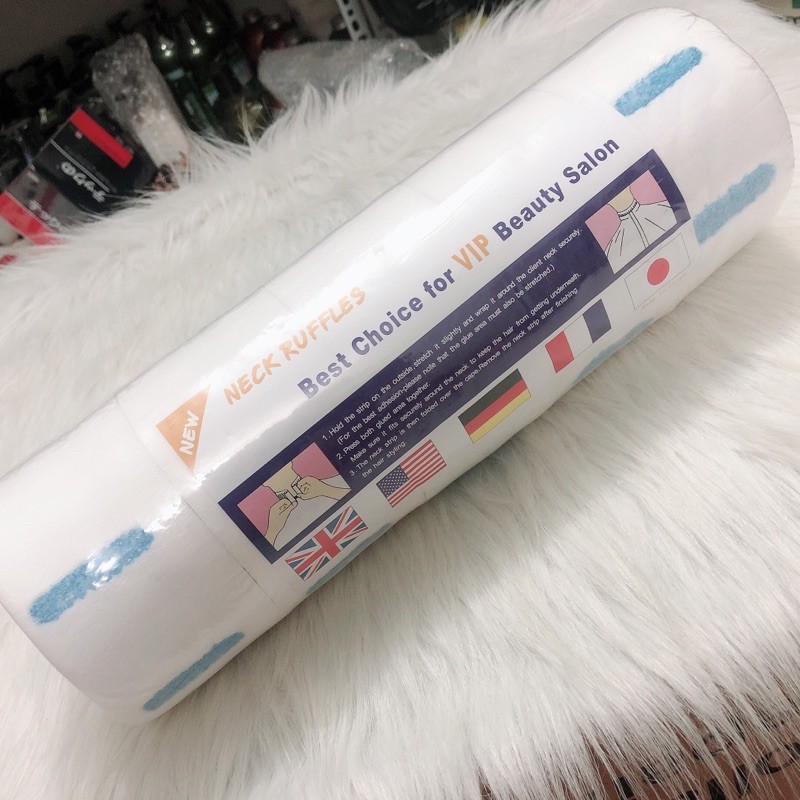 NEW
NECK RUFFLES
Best Choice for VIP Beauty Salon
1. Hold the strip on the outside, stretch it slightly and wrap it around the client neck securely.
(For the best adhesion-please note that the glue area must also be stretched.)
2. Press both glued area together.
Make sure it fits securely around the neck to keep the hair from getting underneath.
3. The neck strip is then folded over the cape. Remove the neck strip after finishing
the hair styling